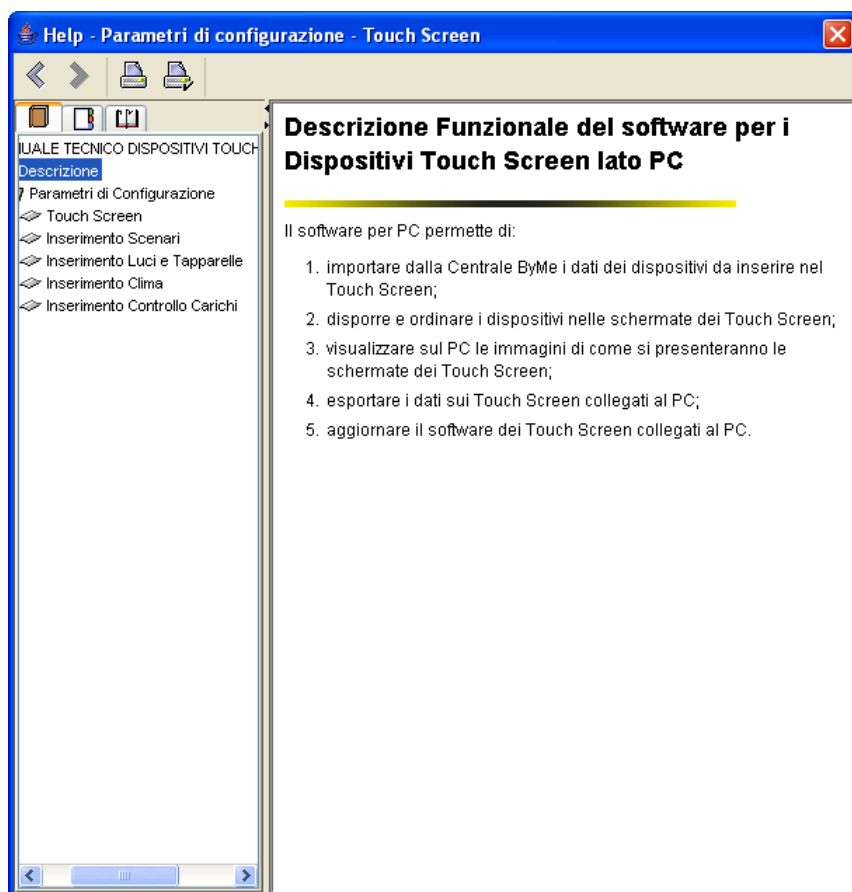 Help - Parametri di configurazione - Touch Screen
UALE TECNICO DISPOSITIVI TOUCH
Descrizione
Parametri di Configurazione
Touch Screen
Inserimento Scenari
Inserimento Luci e Tapparelle
Inserimento Clima
Inserimento Controllo Carichi
Descrizione Funzionale del software per i
Dispositivi Touch Screen lato PC
Il software per PC permette di:
1. importare dalla Centrale ByMe i dati dei dispositivi da inserire nel
Touch Screen;
2. disporre e ordinare i dispositivi nelle schermate dei Touch Screen;
3. visualizzare sul PC le immagini di come si presenteranno le
schermate dei Touch Screen;
4. esportare i dati sui Touch Screen collegati al PC;
5. aggiornare il software dei Touch Screen collegati al PC.